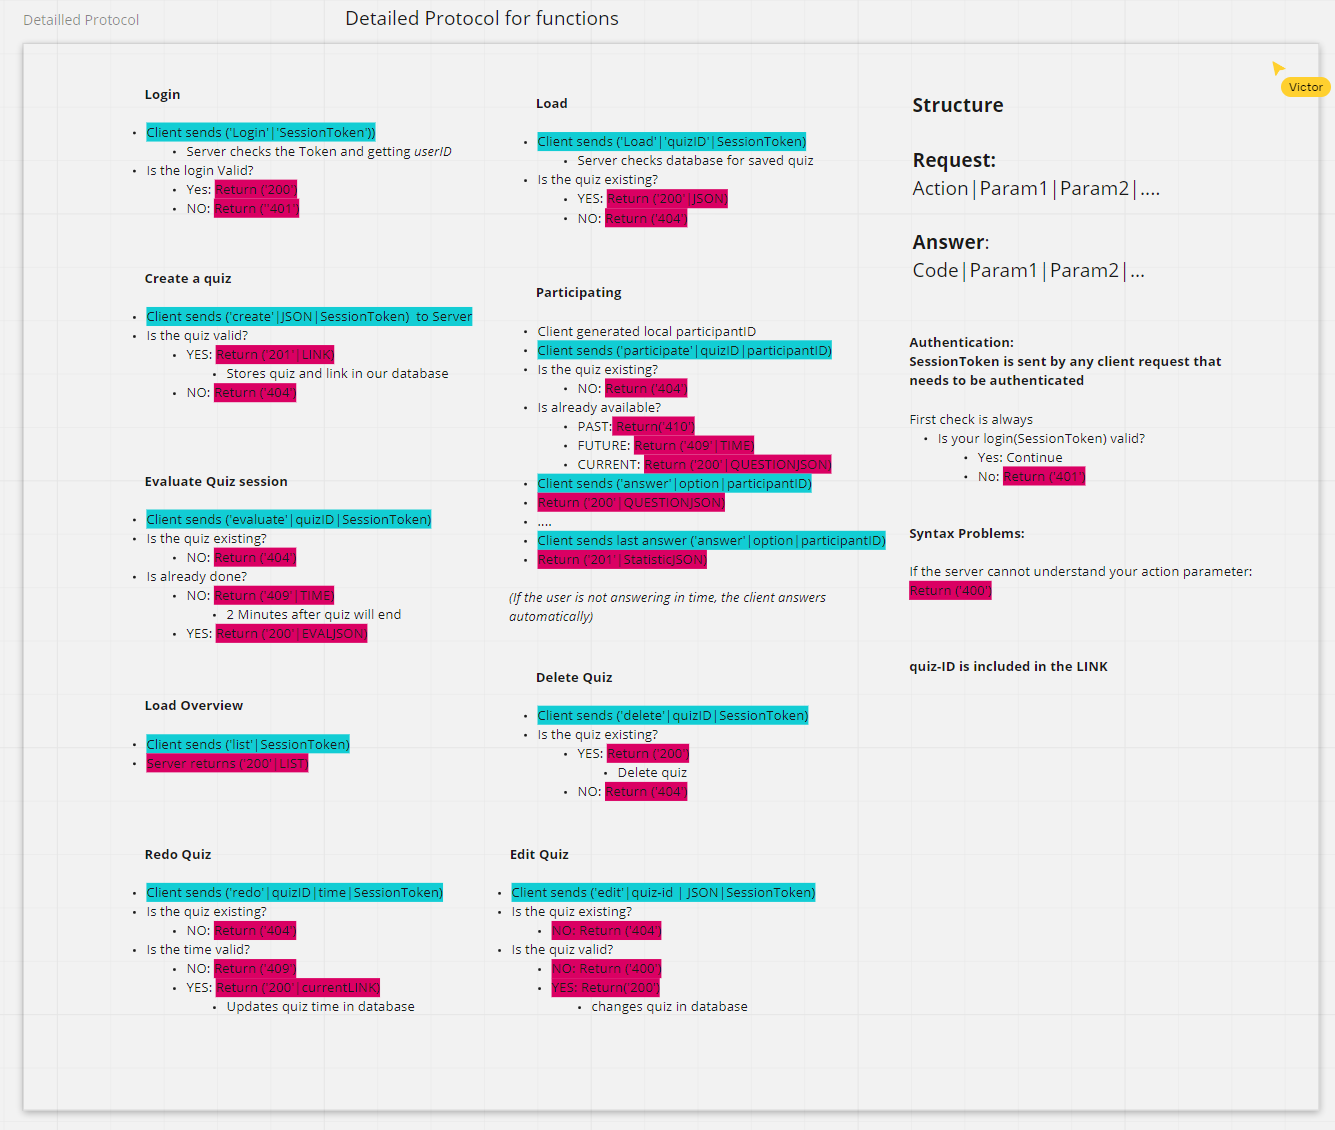 Detailled Protocol
Detailed Protocol for functions
Victor
Login
Client sends ('Login'|'SessionToken'))
Server checks the Token and getting userID
Is the login Valid?
Yes: Return ('200')
NO: Return ("401')
Create a quiz
Client sends ('create'|JSON|SessionToken) to Server
Is the quiz valid?
YES: Return ('201'|LINK)
Stores quiz and link in our database
NO: Return ('404')
Evaluate Quiz session
Client sends ('evaluate'|quizID|SessionToken)
Is the quiz existing?
NO: Return ('404')
Is already done?
NO: Return ('409'|TIME)
2 Minutes after quiz will end
YES: Return ('200'|EVALJSON)
Load Overview
Client sends ('list'|SessionToken)
Server returns ('200'|LIST)
Redo Quiz
Client sends ('redo'|quizID|time|SessionToken)
Is the quiz existing?
NO: Return ('404')
Is the time valid?
NO: Return ('409')
YES: Return ('200'|currentLINK)
Updates quiz time in database
Load
Client sends ('Load'|'quizID'|SessionToken)
Server checks database for saved quiz
Is the quiz existing?
YES: Return ('200'|JSON)
NO: Return ('404')
Participating
Client generated local participantID
Client sends ('participate'|quizID|participantID)
Is the quiz existing?
NO: Return ('404')
Is already available?
PAST: Return('410')
FUTURE: Return ('409'|TIME)
CURRENT: Return ('200'|QUESTIONJSON)
Client sends ('answer'|option|participantID)
Return ('200'|QUESTIONJSON)
....
Client sends last answer ('answer'|option|participantID)
Return ('201'|StatisticJSON)
(If the user is not answering in time, the client answers
automatically)
Delete Quiz
Client sends ('delete'|quizID|SessionToken)
Is the quiz existing?
YES: Return ('200')
Delete quiz
NO: Return ('404')
Edit Quiz
Client sends ('edit'|quiz-id | JSON|SessionToken)
Is the quiz existing?
NO: Return ('404')
Is the quiz valid?
NO: Return ('400')
YES: Return('200')
changes quiz in database
Structure
Request:
Action|Param1|Param2|....
Answer:
Code|Param1|Param2|...
Authentication:
SessionToken is sent by any client request that
needs to be authenticated
First check is always
Is your login(SessionToken) valid?
Yes: Continue
No: Return ('401')
Syntax Problems:
If the server cannot understand your action parameter:
Return ('400')
quiz-ID is included in the LINK